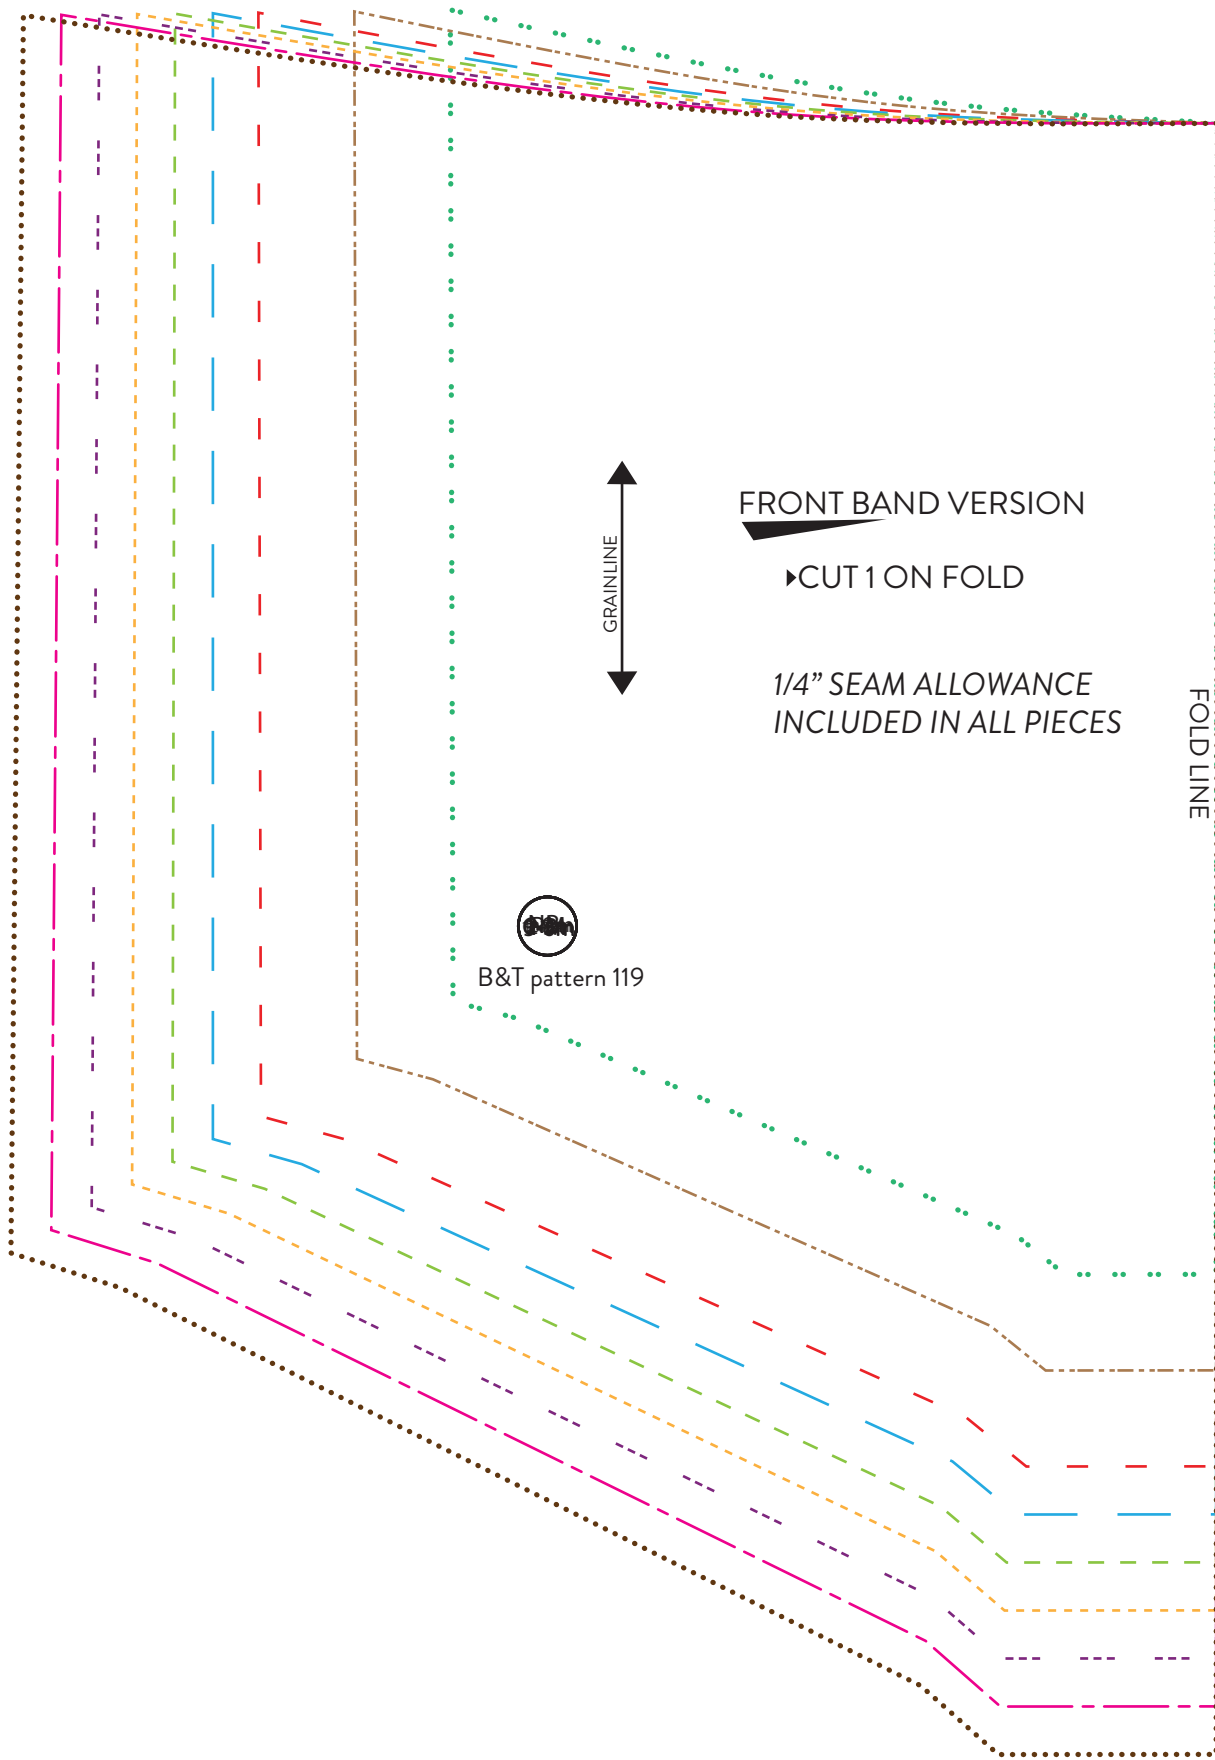 FRONT BAND VERSION
CUT 1 ON FOLD
GRAINLINE
1/4” SEAM ALLOWANCE
INCLUDED IN ALL PIECES
FOLD LINE
B&T pattern 119